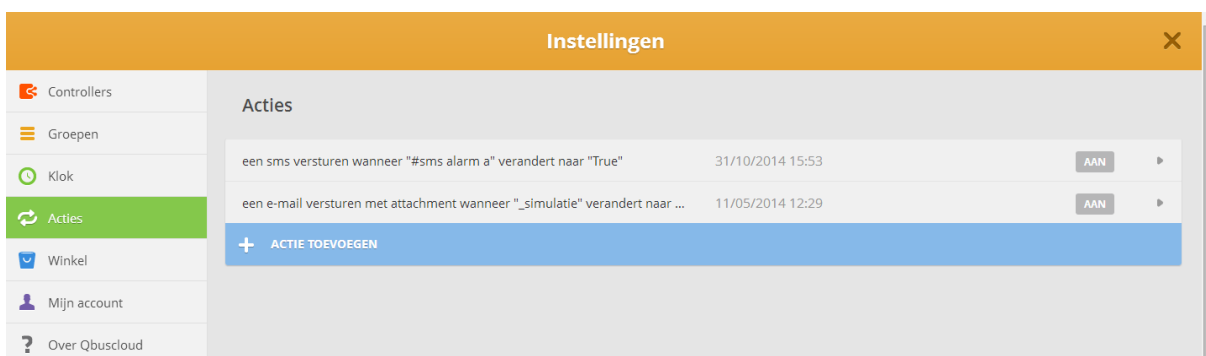 Instellingen
Controllers
Groepen
Klok
Acties
Winkel
Mijn account
Over Qbuscloud
Acties
een sms versturen wanneer "#sms alarm a" verandert naar "True" 31/10/2014 15:53 AAN
een e-mail versturen met attachment wanneer "_simulatie" verandert naar ... 11/05/2014 12:29 AAN
ACTIE TOEVOEGEN